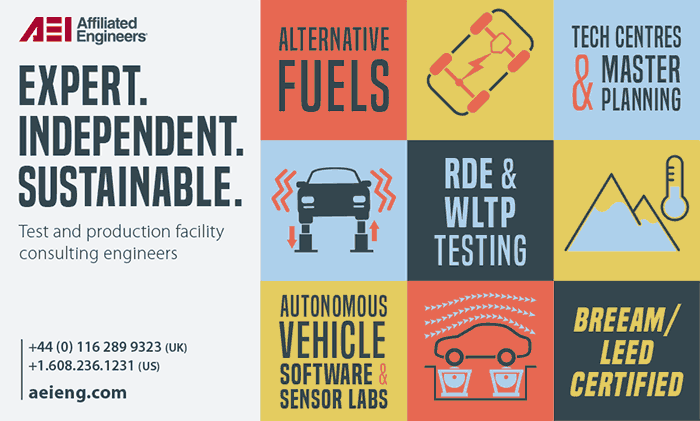 AEI Affiliated
Engineers
EXPERT.
INDEPENDENT.
SUSTAINABLE.
Test and production facility
consulting engineers
+44 (0) 116 289 9323 (UK)
+1.608.236.1231 (US)
aeieng.com
ALTERNATIVE
FUELS
TECH CENTRES
& MASTER
PLANNING
RDE &
WLTP
TESTING
AUTONOMOUS
VEHICLE
SOFTWARE &
SENSOR LABS
BREEAM/
LEED
CERTIFIED